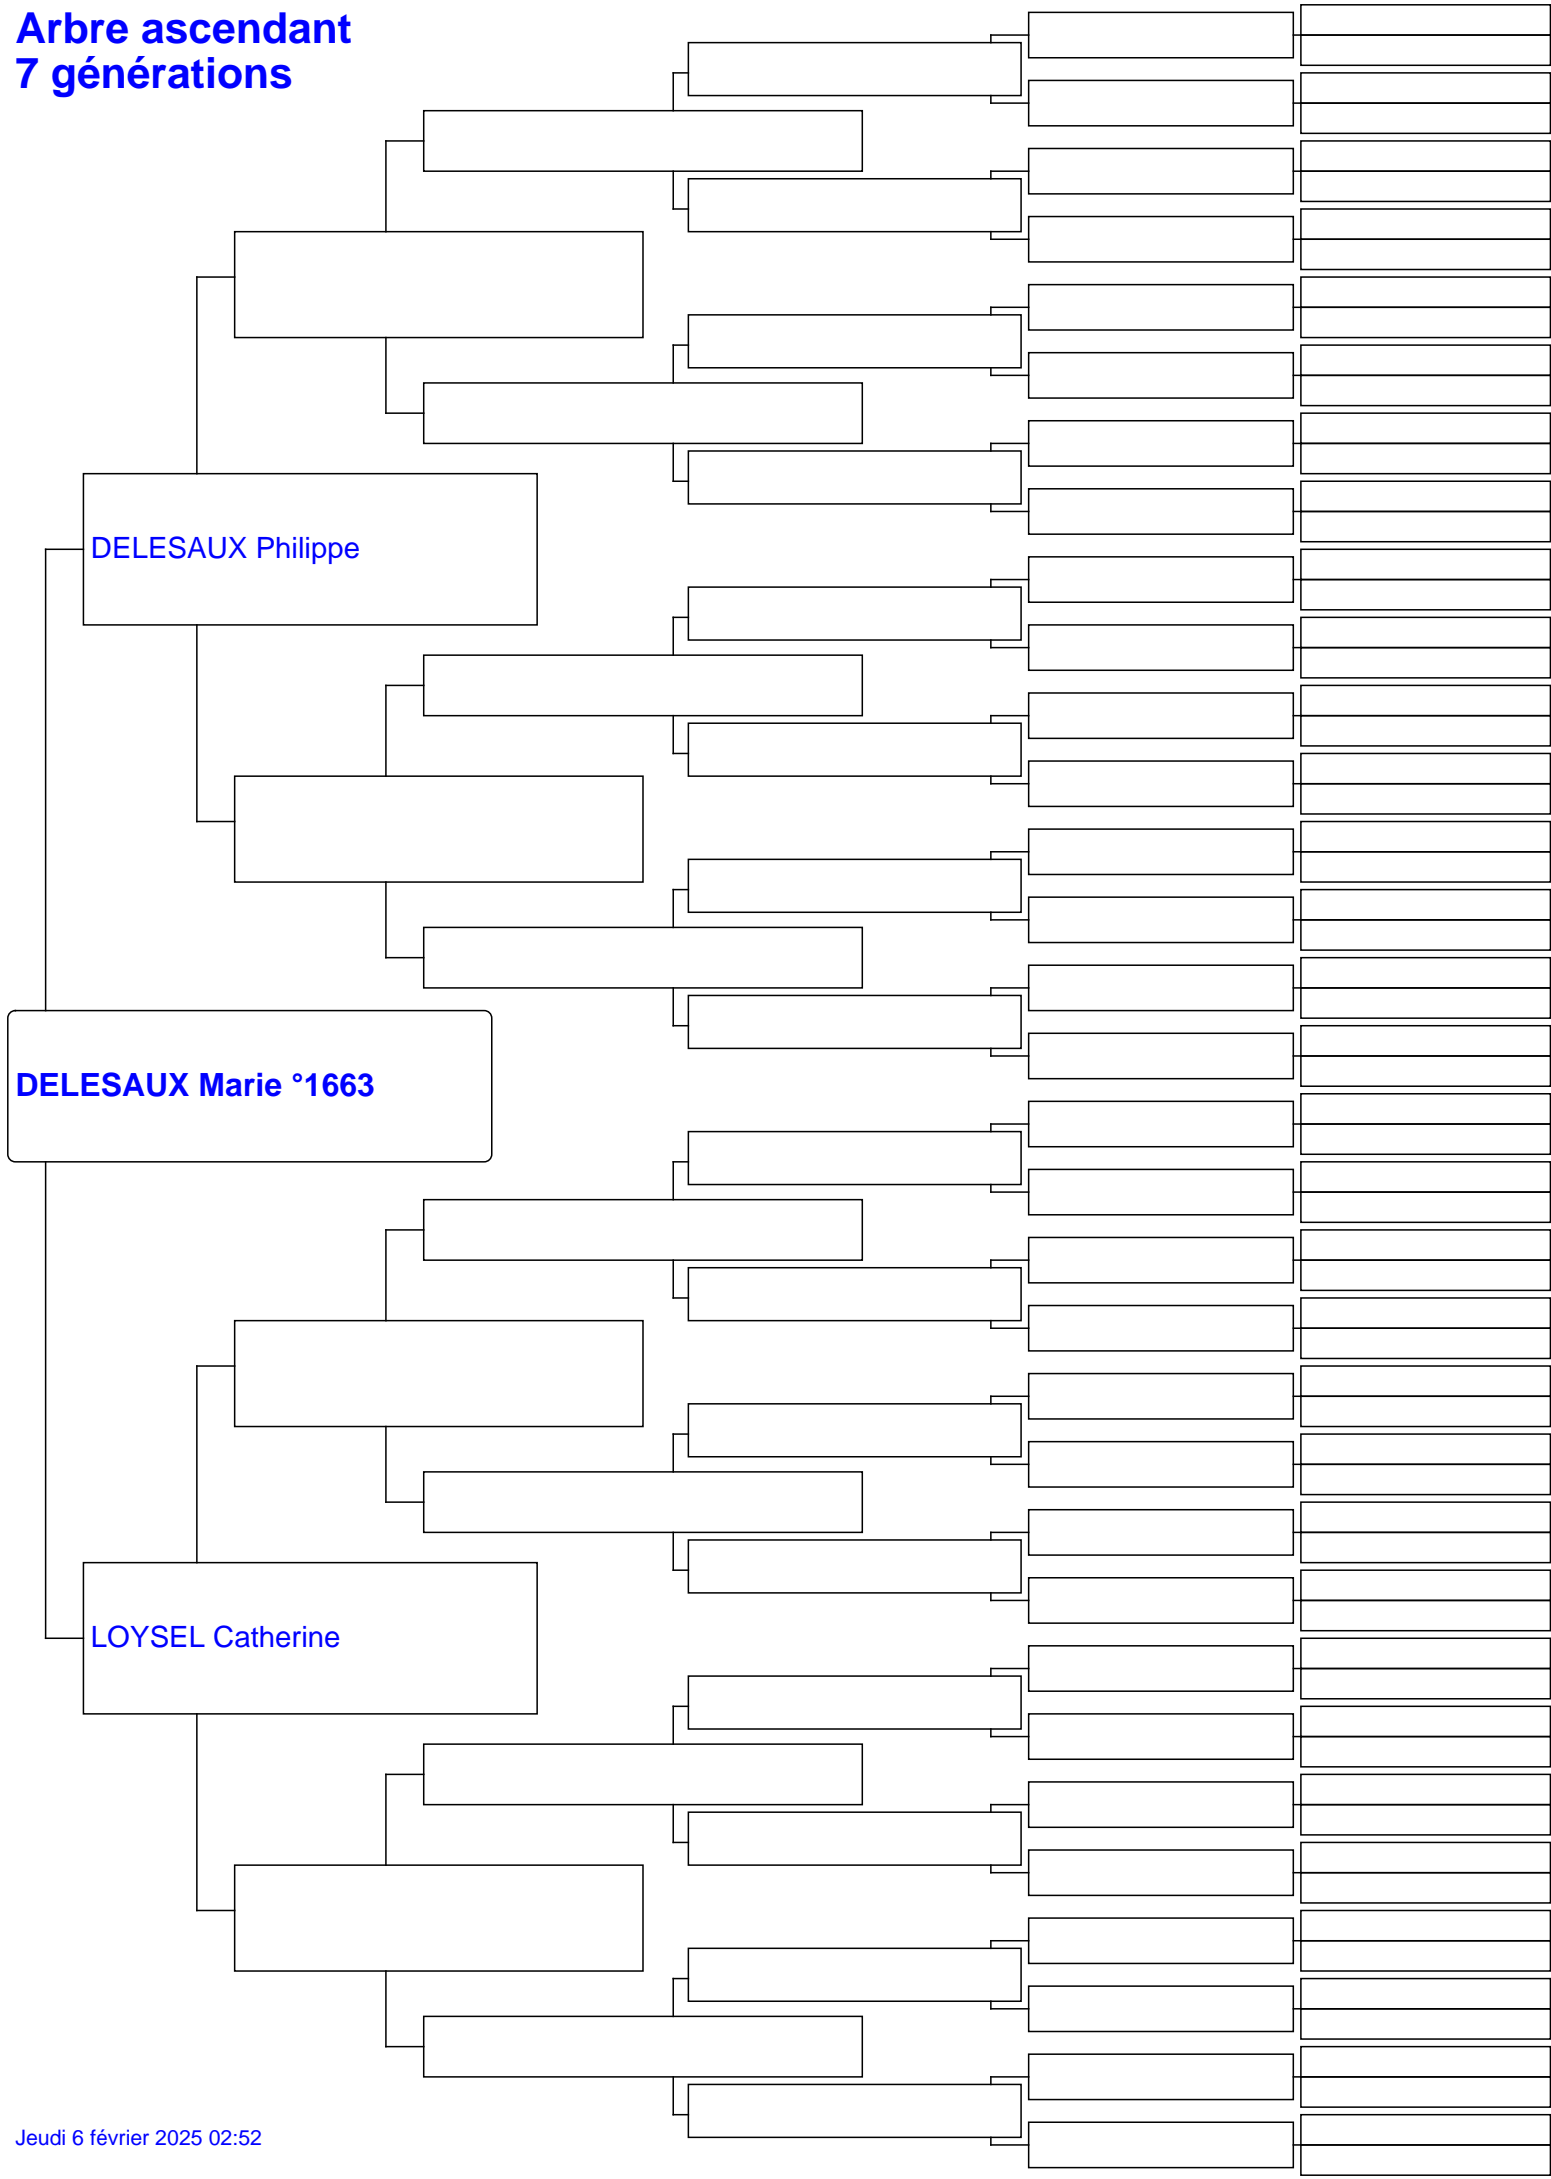 Arbre ascendant
7 générations
DELESAUX Philippe
DELESAUX Marie °1663
LOYSEL Catherine
Jeudi 6 février 2025 02:52